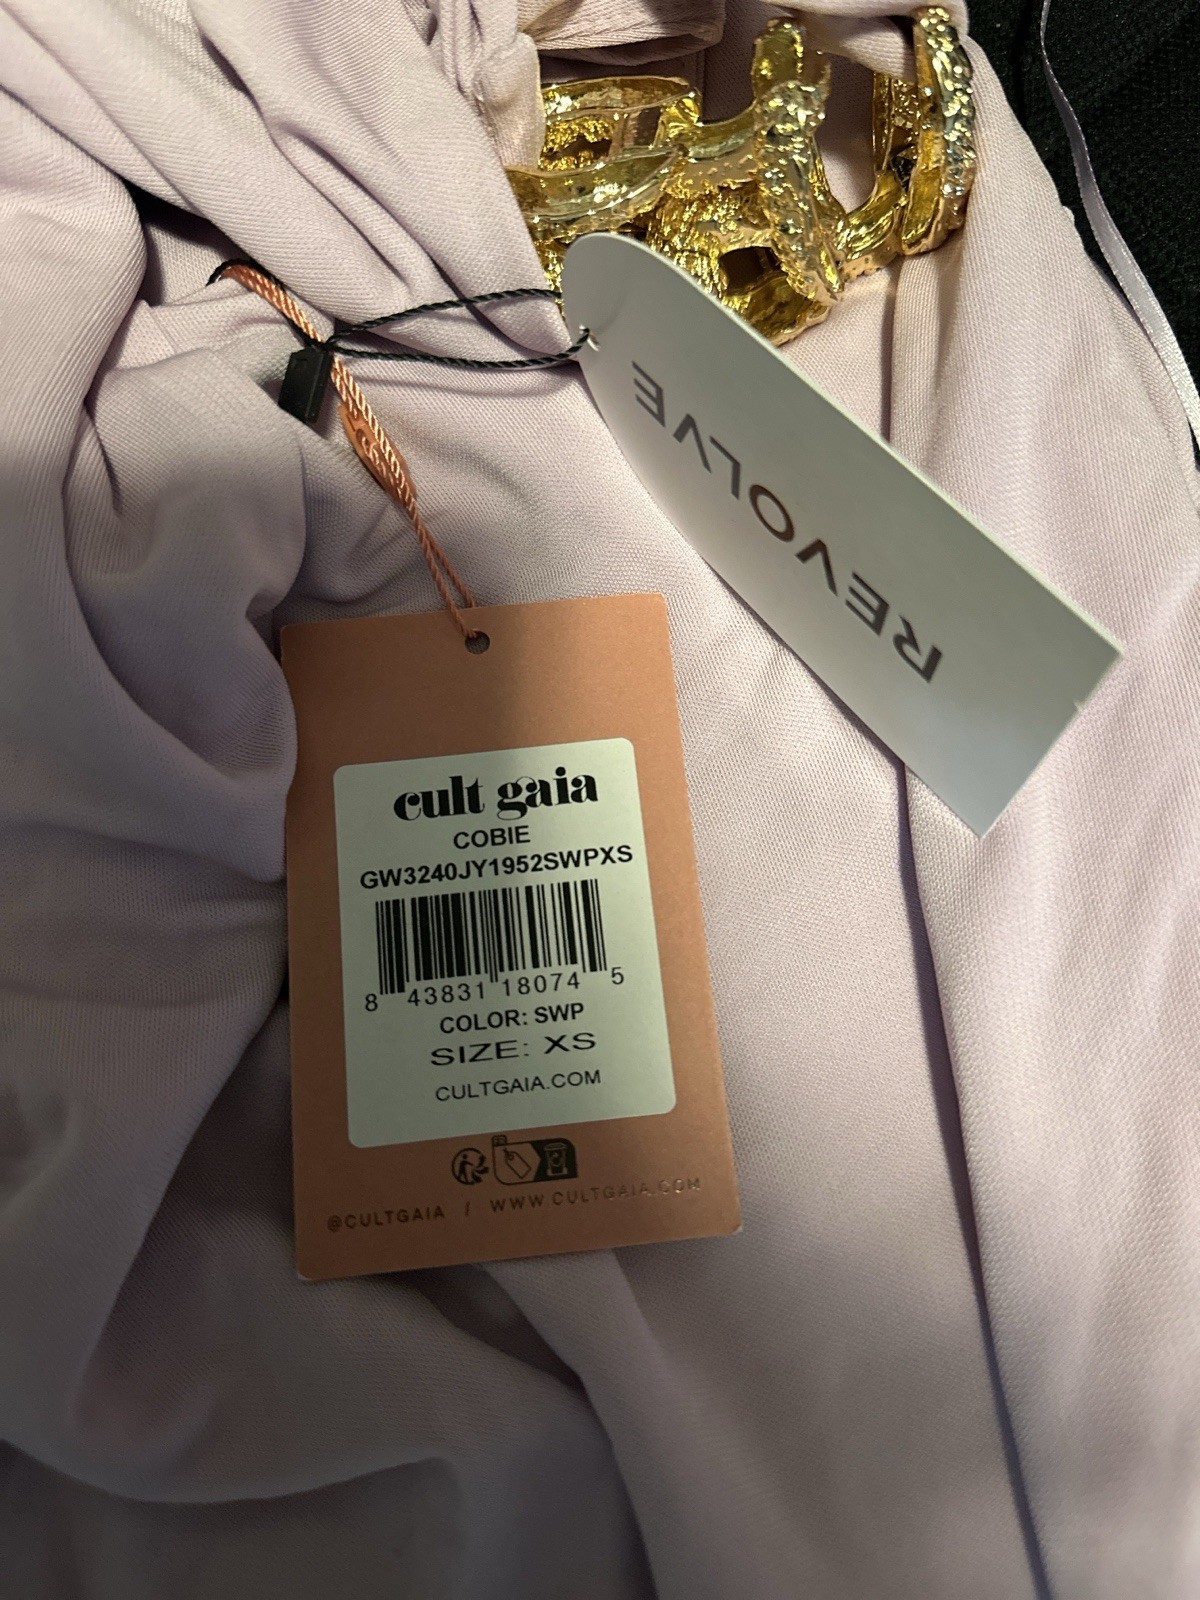 REVOLVE
cult gaia
COBIE
GW3240JY1952SWPXS
8 43831 18074 5
COLOR: SWP
SIZE: XS
CULTGAIA.COM
FR
@CULTGAIA / WWW.CULTGAIA.COM